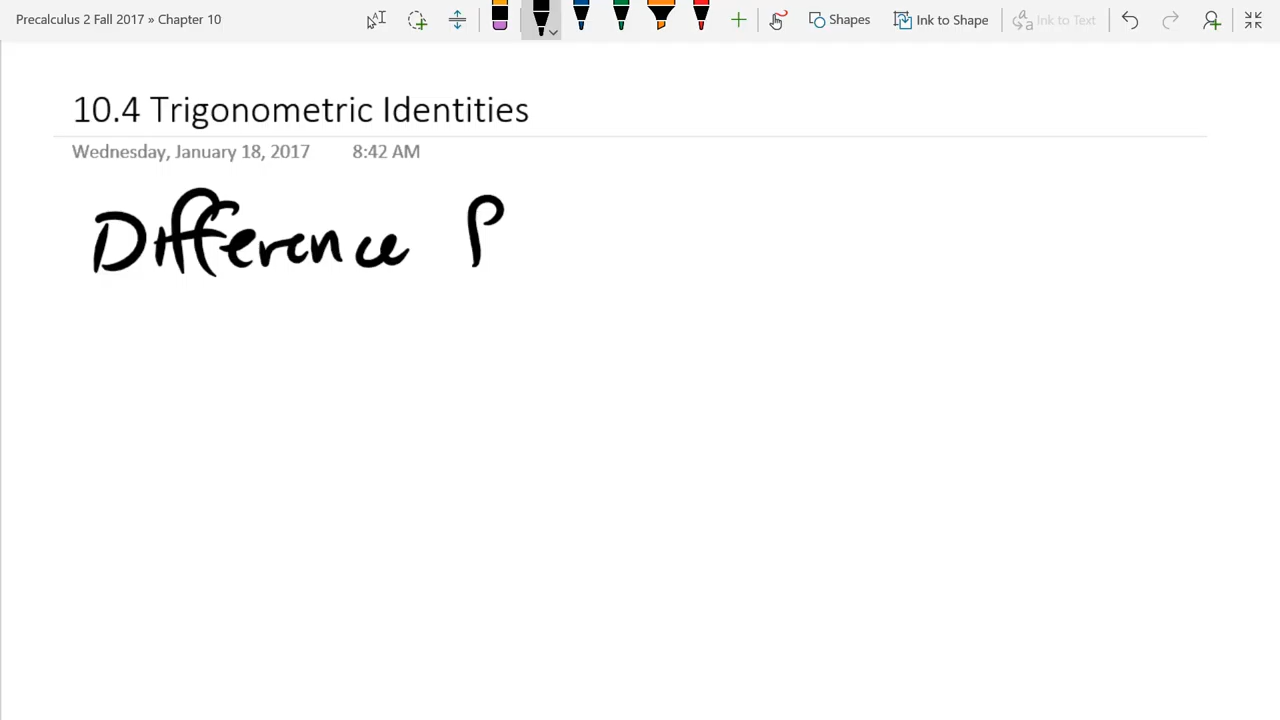 Precalculus 2 Fall 2017 » Chapter 10
Shapes
Ink to Shape
Ink to Text
10.4 Trigonometric Identities
Wednesday, January 18, 2017 8:42 AM
Difference